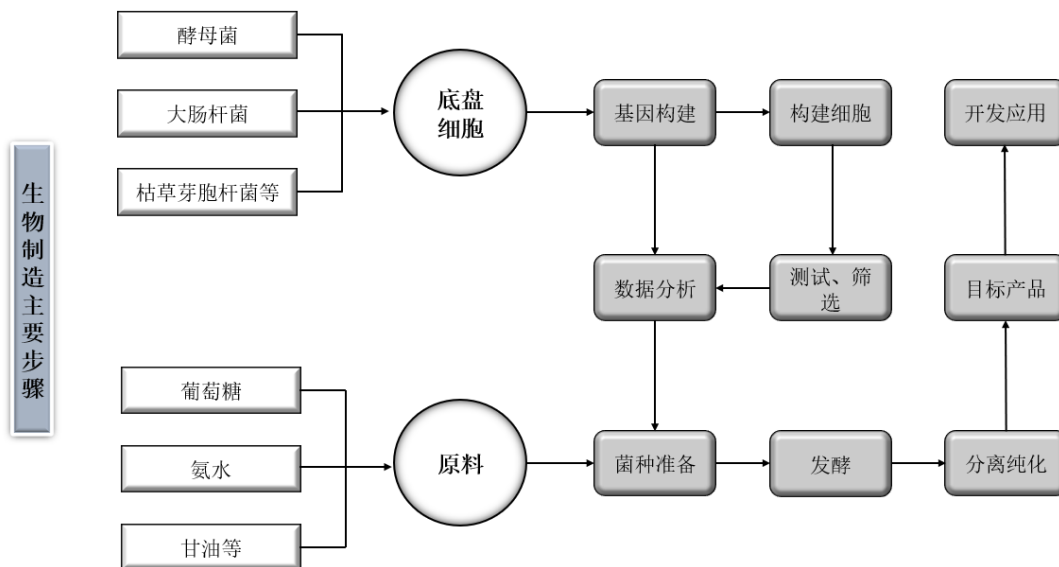 生物制造主要步骤
酵母菌
大肠杆菌
枯草芽胞杆菌等
底盘
细胞
基因构建
构建细胞
开发应用
数据分析
测试、筛
选
目标产品
葡萄糖
氨水
甘油等
原料
菌种准备
发酵
分离纯化